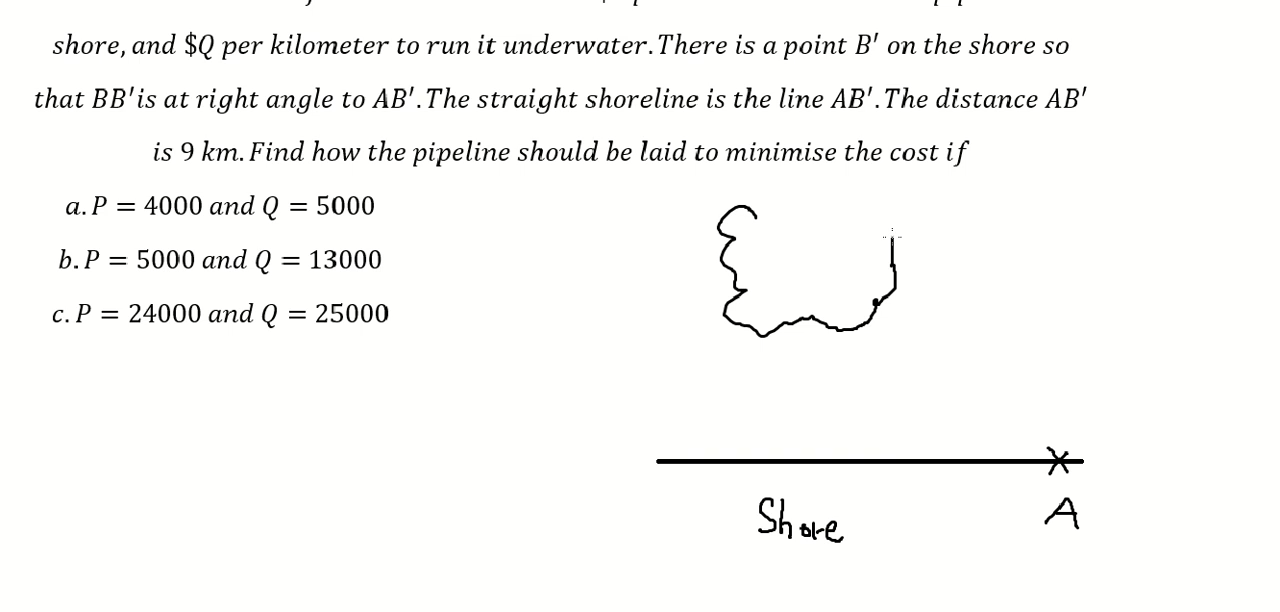 shore, and $Q per kilometer to run it underwater. There is a point B' on the shore so
that BB'is at right angle to AB'. The straight shoreline is the line AB'. The distance AB'
is 9 km. Find how the pipeline should be laid to minimise the cost if
a. P = 4000 and Q = 5000
b. P = 5000 and Q = 13000
c. P = 24000 and Q = 25000
Shore
A